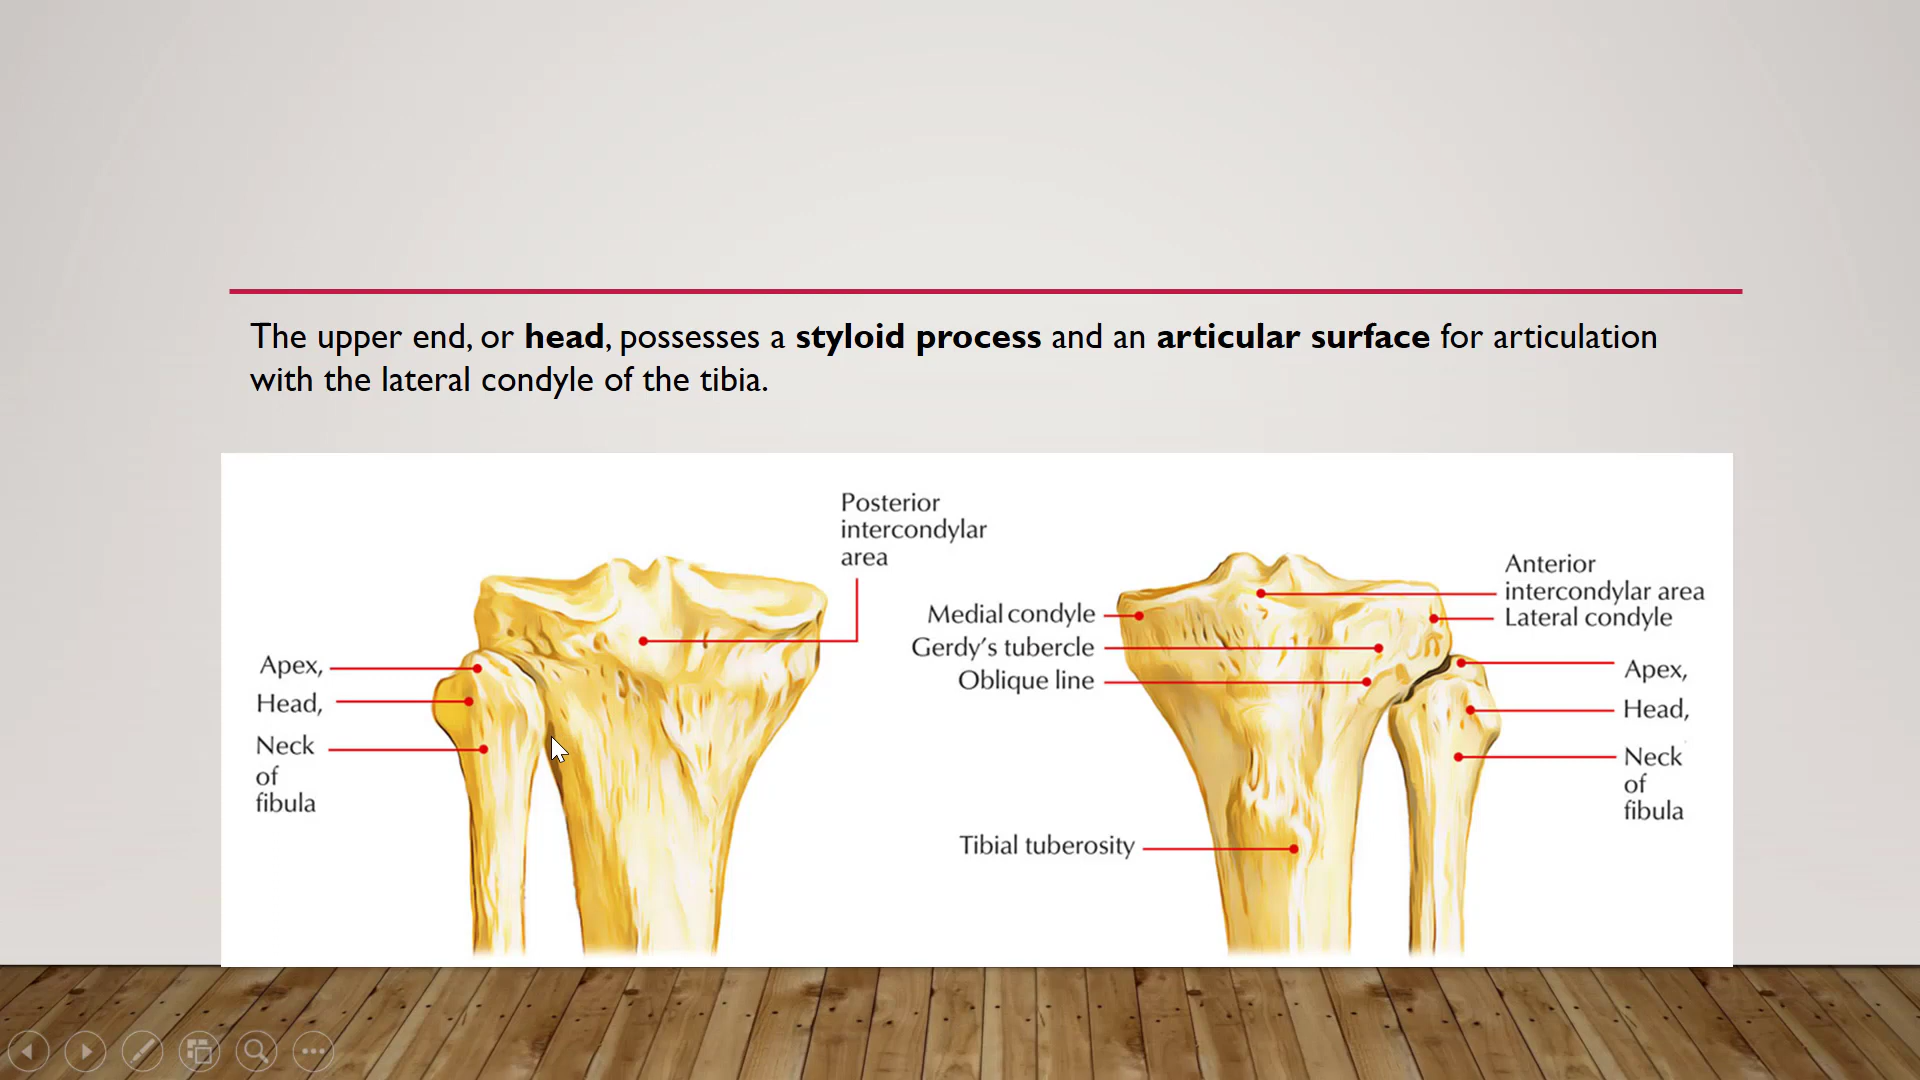 The upper end, or head, possesses a styloid process and an articular surface for articulation
with the lateral condyle of the tibia.
Posterior
intercondylar
area
Apex,
Head,
Neck
of
fibula
Medial condyle
Gerdy's tubercle
Oblique line
Tibial tuberosity
Anterior
intercondylar area
Lateral condyle
Apex,
Head,
Neck
of
fibula